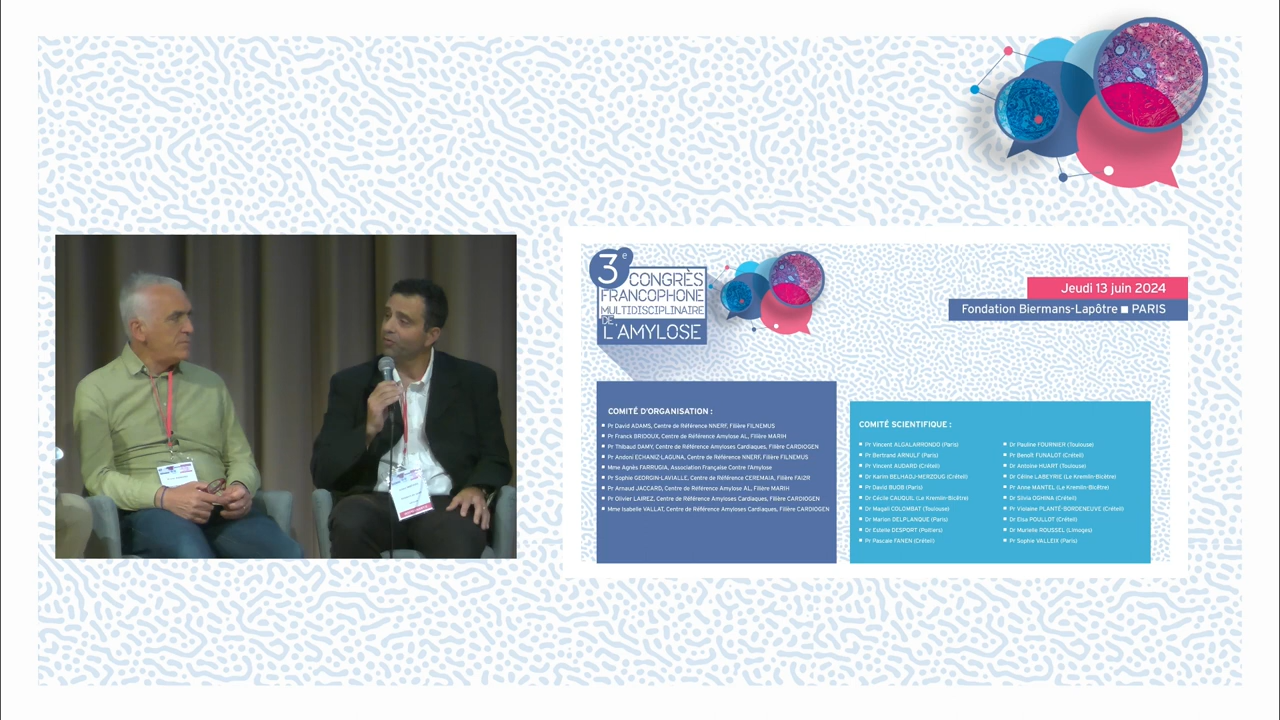 3e
CONGRÈS
FRANCOPHONE
MULTIDISCIPLINAIRE
DE
L'AMYLOSE
Jeudi 13 juin 2024
Fondation Biermans-Lapôtre ■ PARIS
COMITÉ D'ORGANISATION :
Pr David ADAMS, Centre de Référence NNERF, Filière FILNEMUS
Pr Franck BRIDOUX, Centre de Référence Amylose AL, Filière MARIH
Pr Thibaud DAMY, Centre de Référence Amyloses Cardiaques, Filière CARDIOGEN
Pr Andoni ECHANIZ-LAGUNA, Centre de Référence NNERF, Filière FILNEMUS
Mme Agnès FARRUGIA, Association Française Contre l'Amylose
Pr Sophie GEORGIN-LAVIALLE, Centre de Référence CEREMAIA, Filière FAI2R
Pr Arnaud JACCARD, Centre de Référence Amylose AL, Filière MARIH
Pr Olivier LAIREZ, Centre de Référence Amyloses Cardiaques, Filière CARDIOGEN
Mme Isabelle VALLAT, Centre de Référence Amyloses Cardiaques, Filière CARDIOGEN
COMITÉ SCIENTIFIQUE :
Pr Vincent ALGALARRONDO (Paris)
Pr Bertrand ARNULF (Paris)
Pr Vincent AUDARD (Créteil)
Dr Karim BELHADJ-MERZOUG (Créteil)
Pr David BUOB (Paris)
Dr Cécile CAUQUIL (Le Kremlin-Bicêtre)
Dr Magali COLOMBAT (Toulouse)
Dr Marion DELPLANQUE (Paris)
Dr Estelle DESPORT (Poitiers)
Pr Pascale FANEN (Créteil)
Dr Pauline FOURNIER (Toulouse)
Pr Benoît FUNALOT (Créteil)
Dr Antoine HUART (Toulouse)
Dr Céline LABEYRIE (Le Kremlin-Bicêtre)
Pr Anne MANTEL (Le Kremlin-Bicêtre)
Dr Silvia OGHINA (Créteil)
Pr Violaine PLANTÉ-BORDENEUVE (Créteil)
Dr Elsa POULLOT (Créteil)
Dr Murielle ROUSSEL (Limoges)
Pr Sophie VALLEIX (Paris)